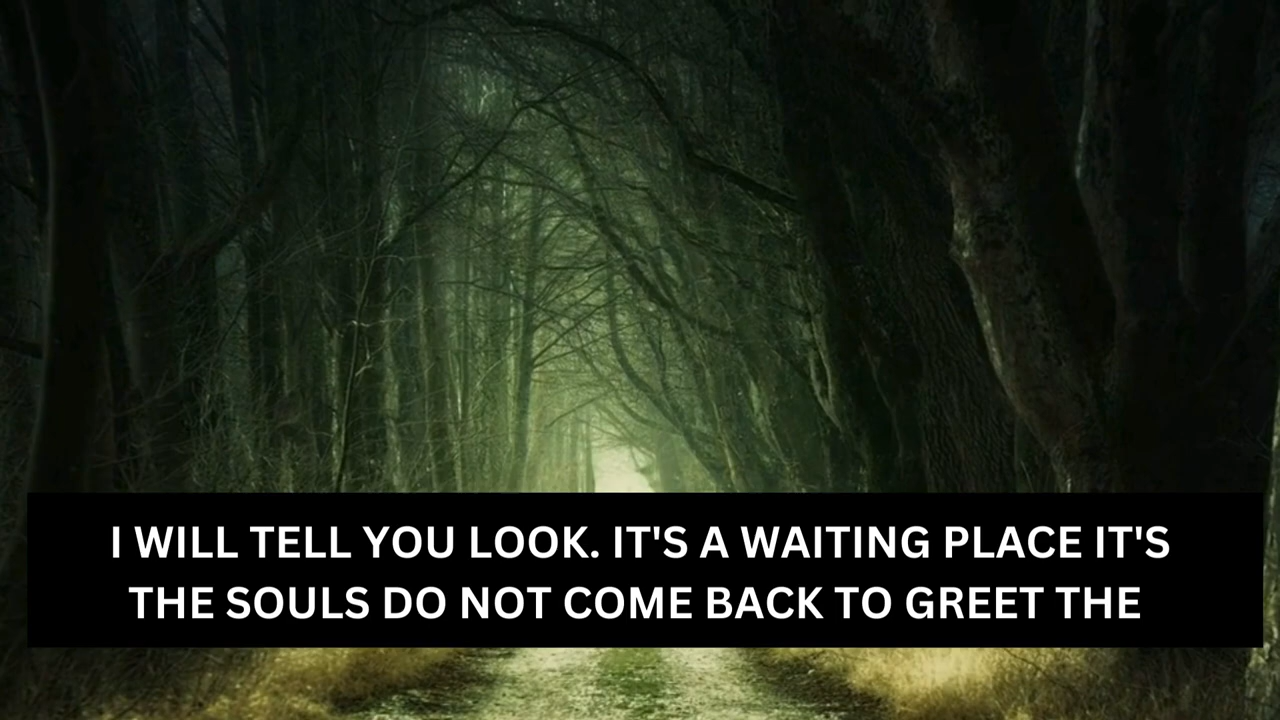 I WILL TELL YOU LOOK. IT'S A WAITING PLACE IT'S
THE SOULS DO NOT COME BACK TO GREET THE